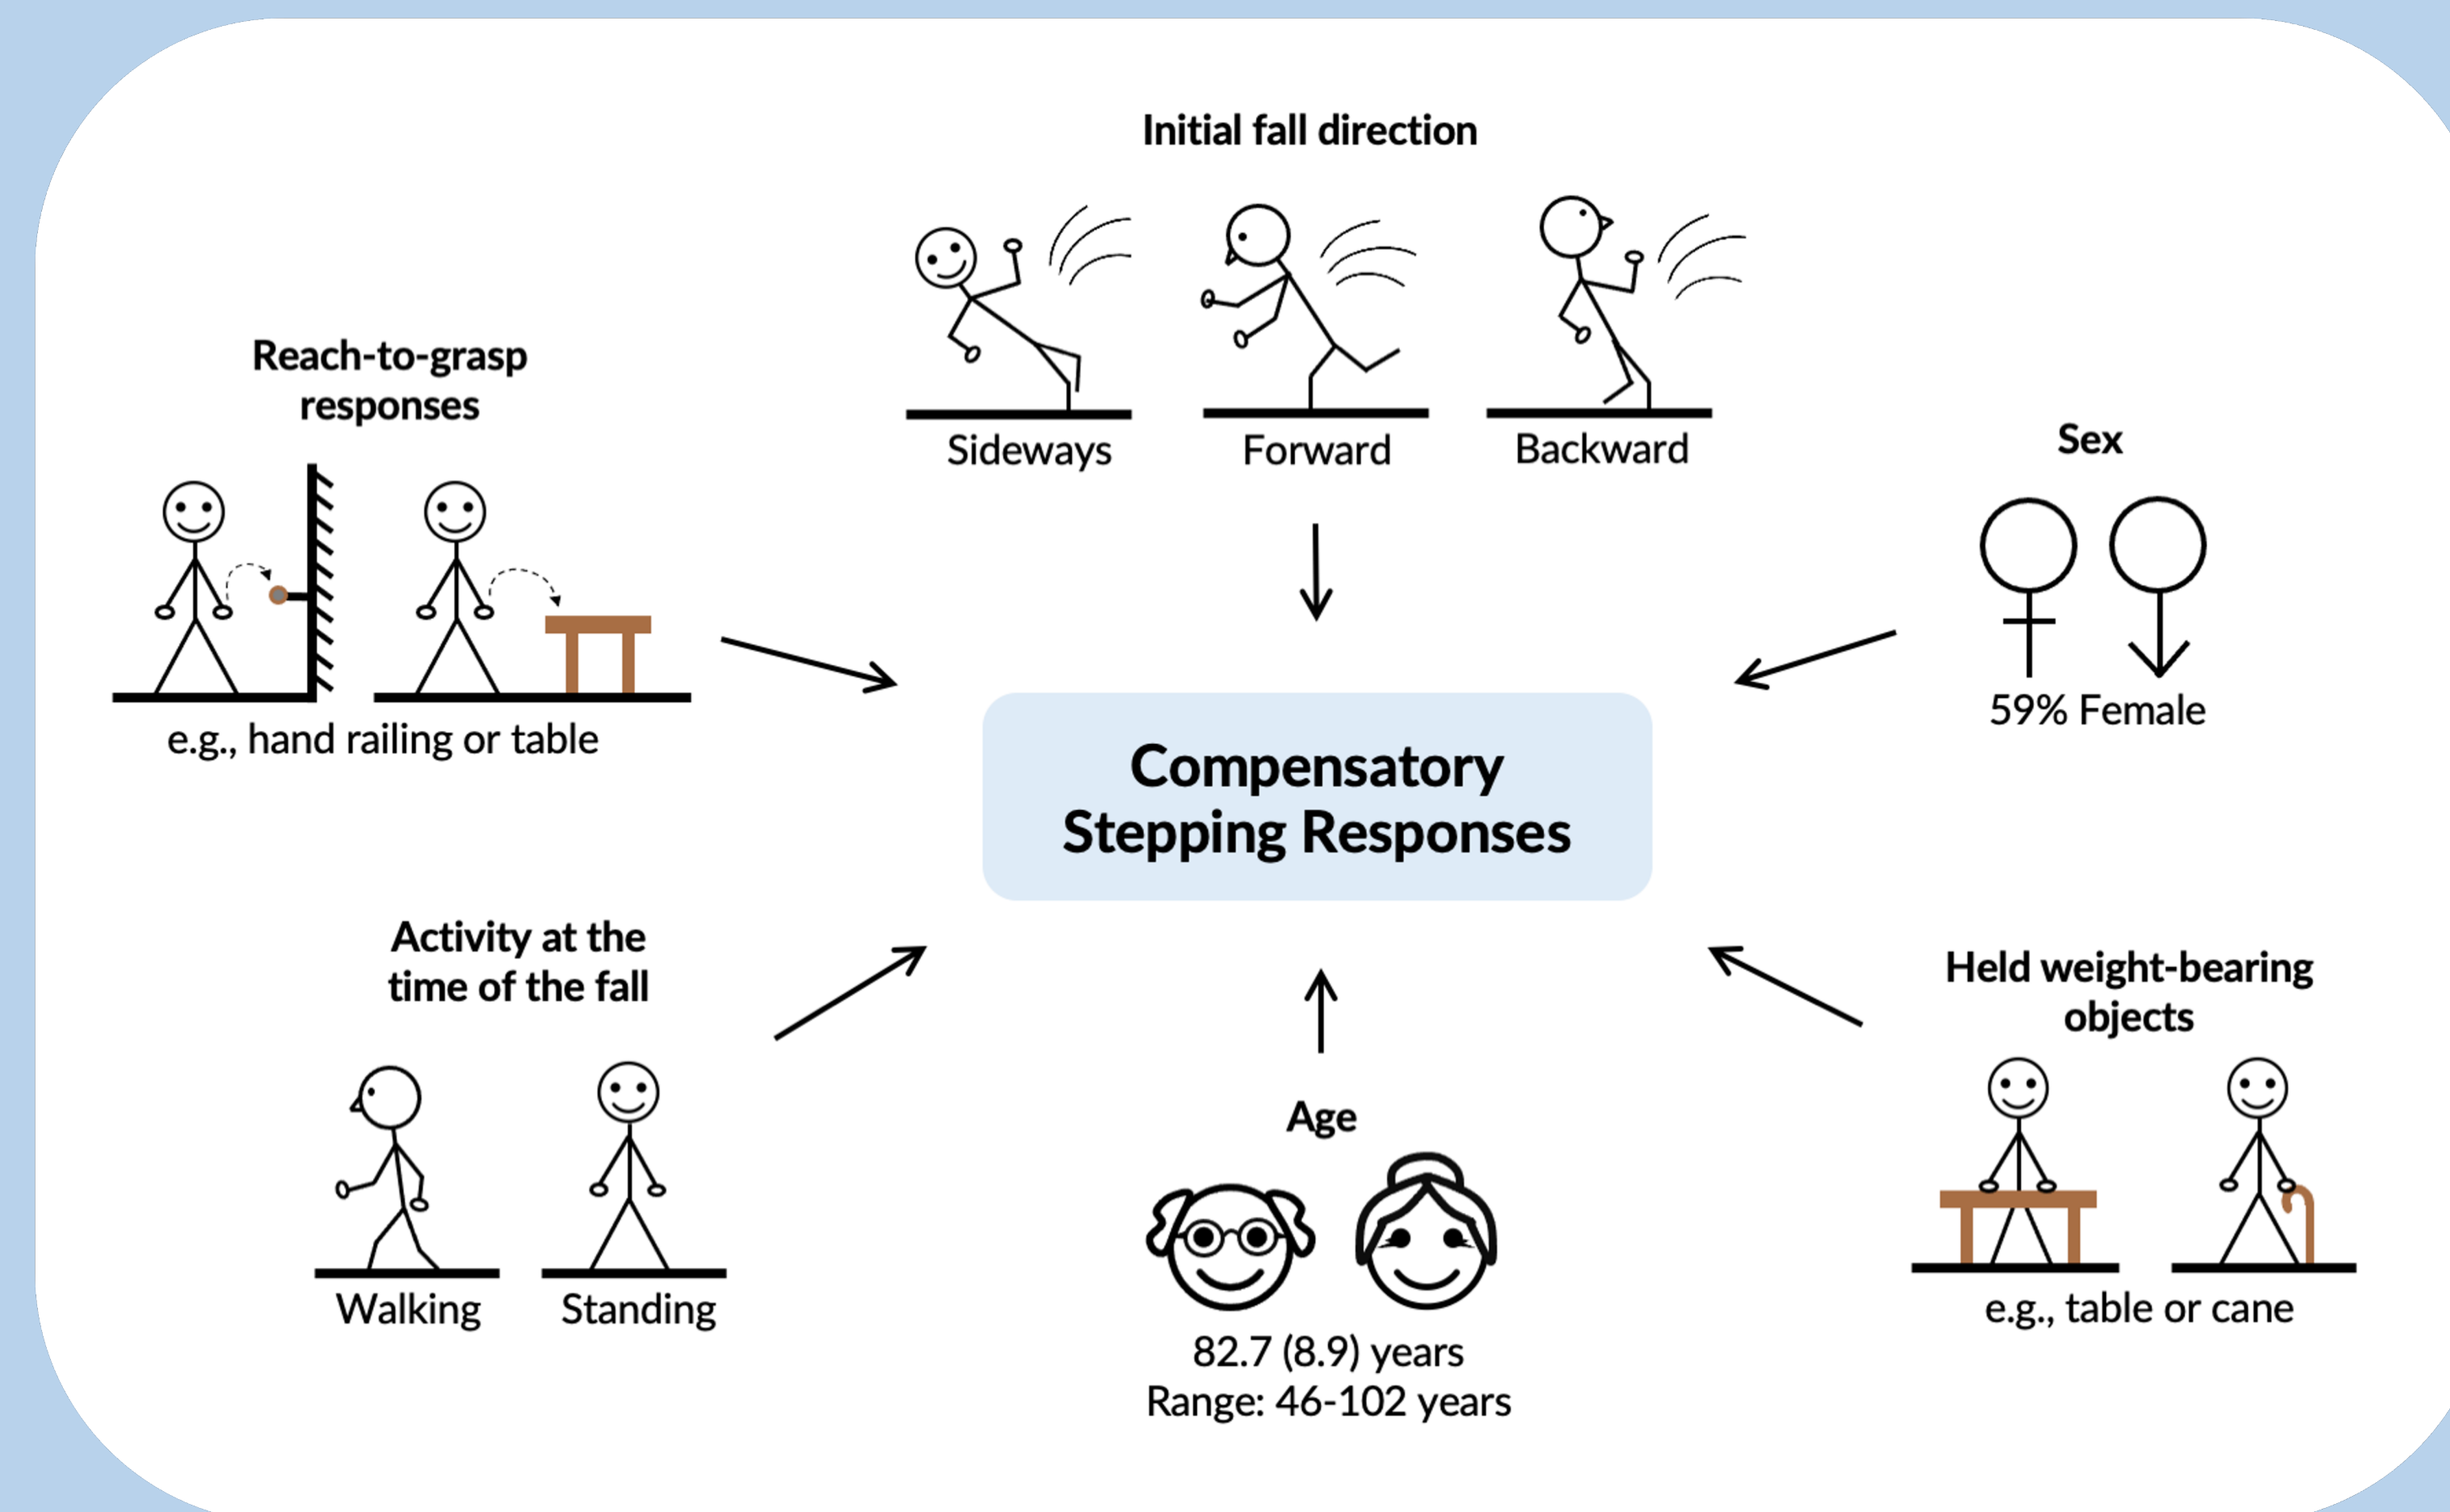 Initial fall direction
Sideways
Forward
Backward
Reach-to-grasp
responses
e.g., hand railing or table
Sex
59% Female
Compensatory
Stepping Responses
Activity at the
time of the fall
Walking
Standing
Age
82.7 (8.9) years
Range: 46-102 years
Held weight-bearing
objects
e.g., table or cane